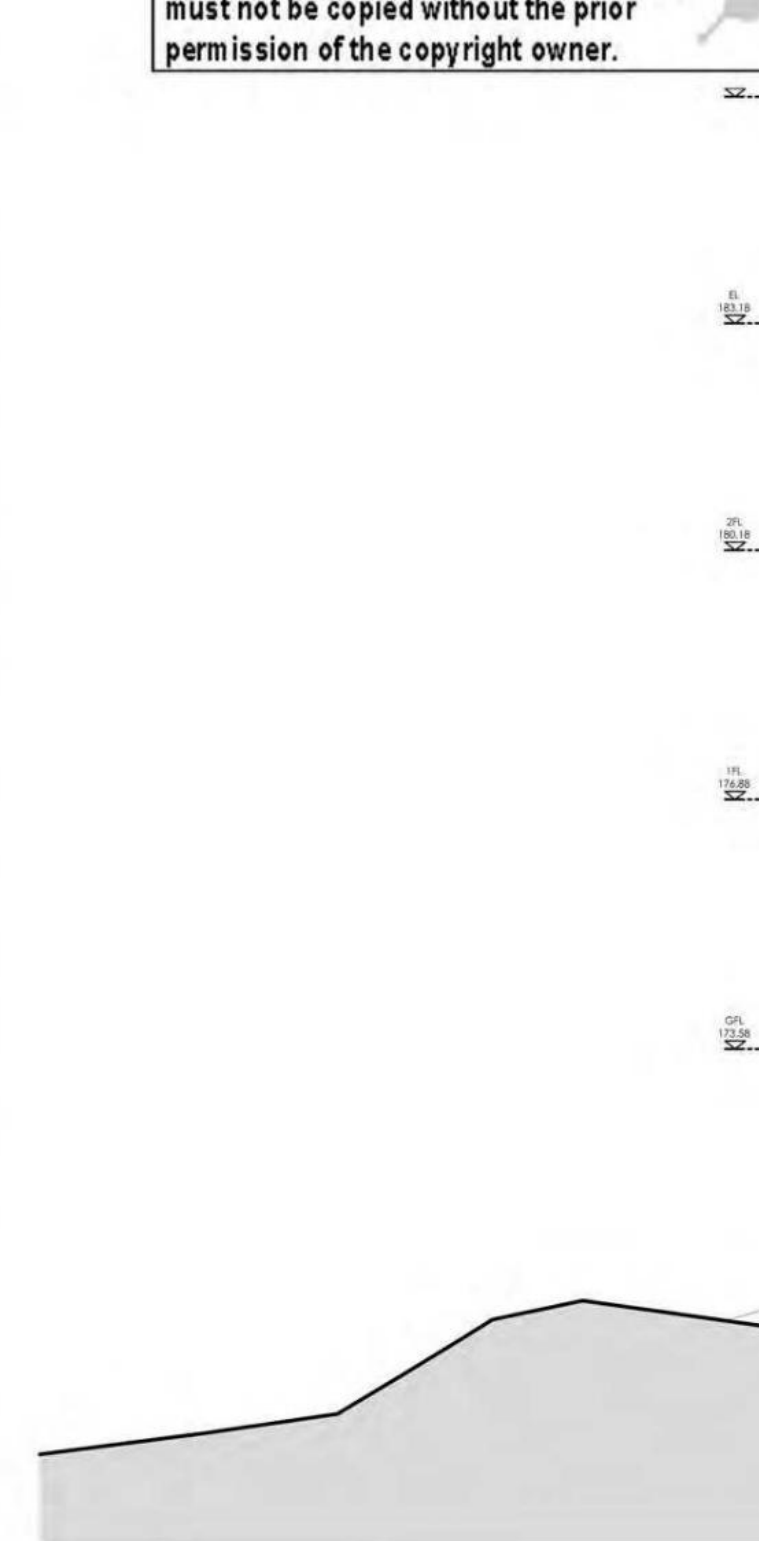 must not be copied without the prior
permission of the copyright owner.
EL
183.18
2FL
180.18
1FL
176.88
GFL
173.58